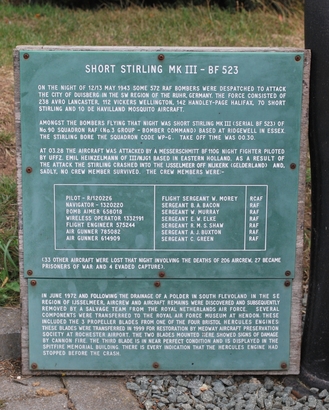 SHORT STIRLING MK III - BF 523
ON THE NIGHT OF 12/13 MAY 1943 SOME 572 RAF BOMBERS WERE DESPATCHED TO ATTACK
THE CITY OF DUISBERG IN THE SW REGION OF THE RUHR, GERMANY. THE FORCE CONSISTED OF
238 AVRO LANCASTER, 112 VICKERS WELLINGTON, 142 HANDLEY-PAGE HALIFAX, 70 SHORT
STIRLING AND 10 DE HAVILLAND MOSQUITO AIRCRAFT.
AMONGST THE BOMBERS FLYING THAT NIGHT WAS SHORT STIRLING MK III (SERIAL BF 523) OF
No 90 SQUADRON RAF (No 3 GROUP - BOMBER COMMAND) BASED AT RIDGEWELL IN ESSEX.
THE STIRLING BORE THE SQUADRON CODE WP-G. TAKE OFF TIME WAS 00.30.
AT 03.28 THE AIRCRAFT WAS ATTACKED BY A MESSERSCHMITT BF 110G NIGHT FIGHTER PILOTED
BY UFFZ. EMIL HEINZELMANN OF III/NJG1 BASED IN EASTERN HOLLAND. AS A RESULT OF
THE ATTACK THE STIRLING CRASHED INTO THE IJSSELMEER OFF NIJKERK (GELDERLAND) AND,
SADLY, NO CREW MEMBER SURVIVED. THE CREW MEMBERS WERE:-
PILOT - R/120226 FLIGHT SERGEANT W. MOREY RCAF
NAVIGATOR - 1320220 SERGEANT B. A BACON RAF
BOMB AIMER 658018 SERGEANT W. MURRAY RAF
WIRELESS OPERATOR 1332191 SERGEANT C. W ELKE RAF
FLIGHT ENGINEER 575244 SERGEANT R. M. S. SHAW RAF
AIR GUNNER 785082 SERGEANT A. J. BUXTON RAF
AIR GUNNER 614909 SERGEANT C. GREEN RAF
(33 OTHER AIRCRAFT WERE LOST THAT NIGHT INVOLVING THE DEATHS OF 206 AIRCREW, 27 BECAME
PRISONERS OF WAR AND 4 EVADED CAPTURE).
IN JUNE 1972 AND FOLLOWING THE DRAINAGE OF A POLDER IN SOUTH FLEVOLAND IN THE SE
REGION OF IJSSELMEER, AIRCREW AND AIRCRAFT REMAINS WERE DISCOVERED AND SUBSEQUENTLY
REMOVED BY A SALVAGE TEAM FROM THE ROYAL NETHERLANDS AIR FORCE. SEVERAL
COMPONENTS WERE TRANSFERRED TO THE ROYAL AIR FORCE MUSEUM AT HENDON. THESE
INCLUDED THE 3 PROPELLER BLADES FROM ONE OF THE FOUR BRISTOL HERCULES ENGINES.
THESE BLADES WERE TRANSFERRED IN 1999 FOR RESTORATION BY MEDWAY AIRCRAFT PRESERVATION
SOCIETY AT ROCHESTER AIRPORT. THE TWO BLADES MOUNTED HERE SHOWED SIGNS OF DAMAGE
BY CANNON FIRE. THE THIRD BLADE IS IN NEAR PERFECT CONDITION AND IS DISPLAYED IN THE
SPITFIRE MEMORIAL BUILDING. THERE IS EVERY INDICATION THAT THE HERCULES ENGINE HAD
STOPPED BEFORE THE CRASH.